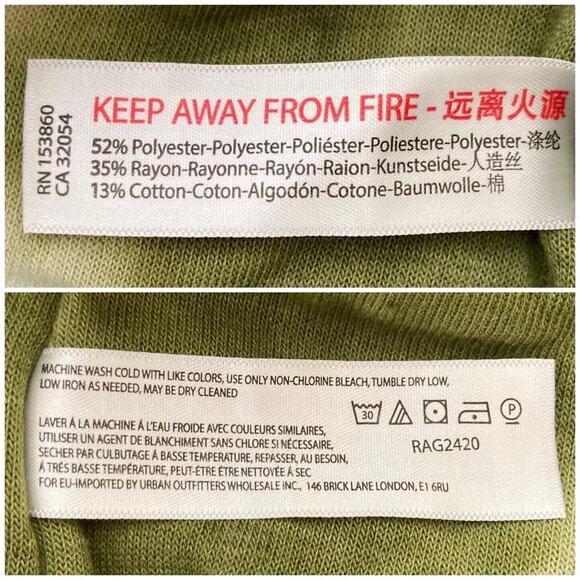 RN 153860
CA 32054
KEEP AWAY FROM FIRE - 远离火源
52% Polyester-Polyester-Poliéster-Poliestere-Polyester-涤纶
35% Rayon-Rayonne-Rayón-Raion-Kunstseide-人造丝
13% Cotton-Coton-Algodón-Cotone-Baumwolle-棉
MACHINE WASH COLD WITH LIKE COLORS, USE ONLY NON-CHLORINE BLEACH, TUMBLE DRY LOW,
LOW IRON AS NEEDED, MAY BE DRY CLEANED
30
P
RAG2420
LAVER Á LA MACHINE Á L'EAU FROIDE AVEC COULEURS SIMILAIRES,
UTILISER UN AGENT DE BLANCHIMENT SANS CHLORE SI NÉCESSAIRE,
SECHER PAR CULBUTAGE Á BASSE TEMPÉRATURE, REPASSER, AU BESOIN,
Á TRÉS BASSE TEMPÉRATURE, PEUT-ÉTRE ÉTRE NETTOYÉE Á SEC
FOR EU-IMPORTED BY URBAN OUTFITTERS WHOLESALE INC., 146 BRICK LANE LONDON, E1 6RU